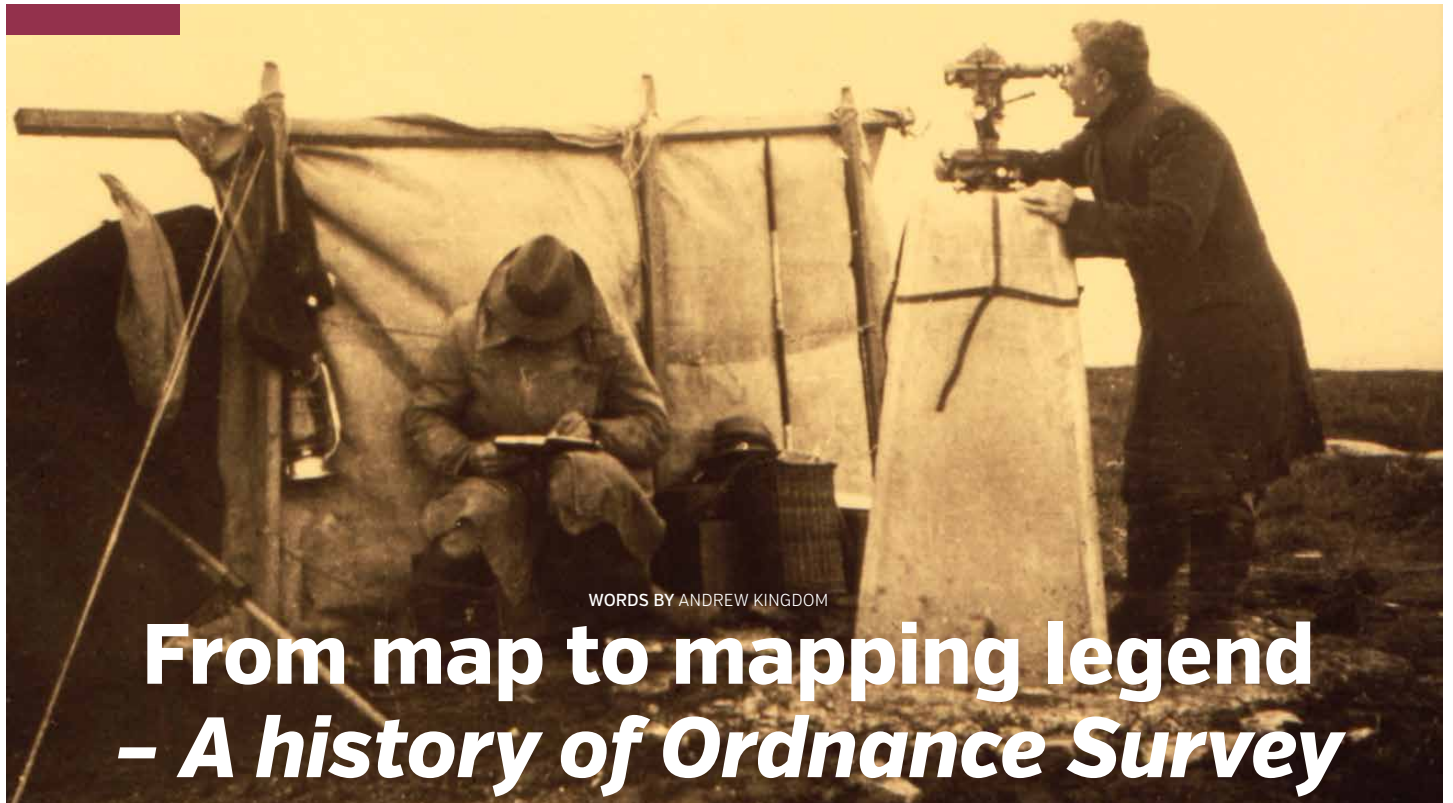 WORDS BY ANDREW KINGDOM
From map to mapping legend
– A history of Ordnance Survey